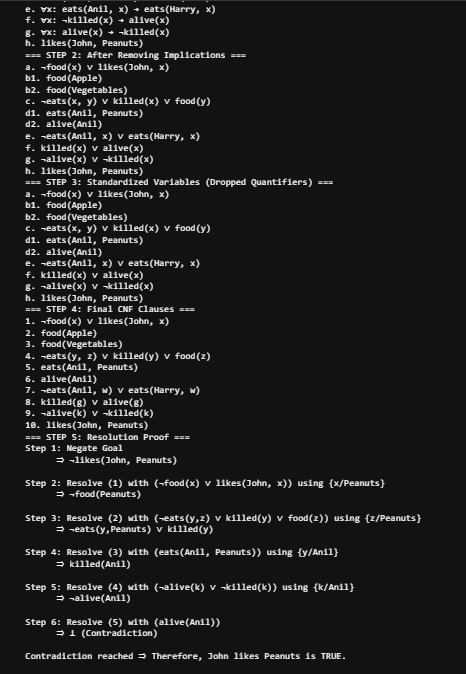 e. ∀x: eats(Anil, x) → eats(Harry, x)
f. ∀x: ¬killed(x) → alive(x)
g. ∀x: alive(x) → ¬killed(x)
h. likes(John, Peanuts)
=== STEP 2: After Removing Implications ===
a. ¬food(x) ∨ likes(John, x)
b1. food(Apple)
b2. food(Vegetables)
c. ¬eats(x, y) ∨ killed(x) ∨ food(y)
d1. eats(Anil, Peanuts)
d2. alive(Anil)
e. ¬eats(Anil, x) ∨ eats(Harry, x)
f. killed(x) ∨ alive(x)
g. ¬alive(x) ∨ ¬killed(x)
h. likes(John, Peanuts)
=== STEP 3: Standardized Variables (Dropped Quantifiers) ===
a. ¬food(x) ∨ likes(John, x)
b1. food(Apple)
b2. food(Vegetables)
c. ¬eats(x, y) ∨ killed(x) ∨ food(y)
d1. eats(Anil, Peanuts)
d2. alive(Anil)
e. ¬eats(Anil, x) ∨ eats(Harry, x)
f. killed(x) ∨ alive(x)
g. ¬alive(x) ∨ ¬killed(x)
h. likes(John, Peanuts)
=== STEP 4: Final CNF Clauses ===
1. ¬food(x) ∨ likes(John, x)
2. food(Apple)
3. food(Vegetables)
4. ¬eats(y, z) ∨ killed(y) ∨ food(z)
5. eats(Anil, Peanuts)
6. alive(Anil)
7. ¬eats(Anil, w) ∨ eats(Harry, w)
8. killed(g) ∨ alive(g)
9. ¬alive(k) ∨ ¬killed(k)
10. likes(John, Peanuts)
=== STEP 5: Resolution Proof ===
Step 1: Negate Goal
⇒ ¬likes(John, Peanuts)
Step 2: Resolve (1) with (¬food(x) ∨ likes(John, x)) using {x/Peanuts}
⇒ ¬food(Peanuts)
Step 3: Resolve (2) with (¬eats(y,z) ∨ killed(y) ∨ food(z)) using {z/Peanuts}
⇒ ¬eats(y,Peanuts) ∨ killed(y)
Step 4: Resolve (3) with (eats(Anil, Peanuts)) using {y/Anil}
⇒ killed(Anil)
Step 5: Resolve (4) with (¬alive(k) ∨ ¬killed(k)) using {k/Anil}
⇒ ¬alive(Anil)
Step 6: Resolve (5) with (alive(Anil))
⇒ ⊥ (Contradiction)
Contradiction reached ⇒ Therefore, John likes Peanuts is TRUE.